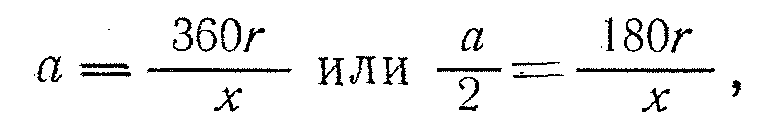 a = 360r/x или a/2 = 180r/x ,